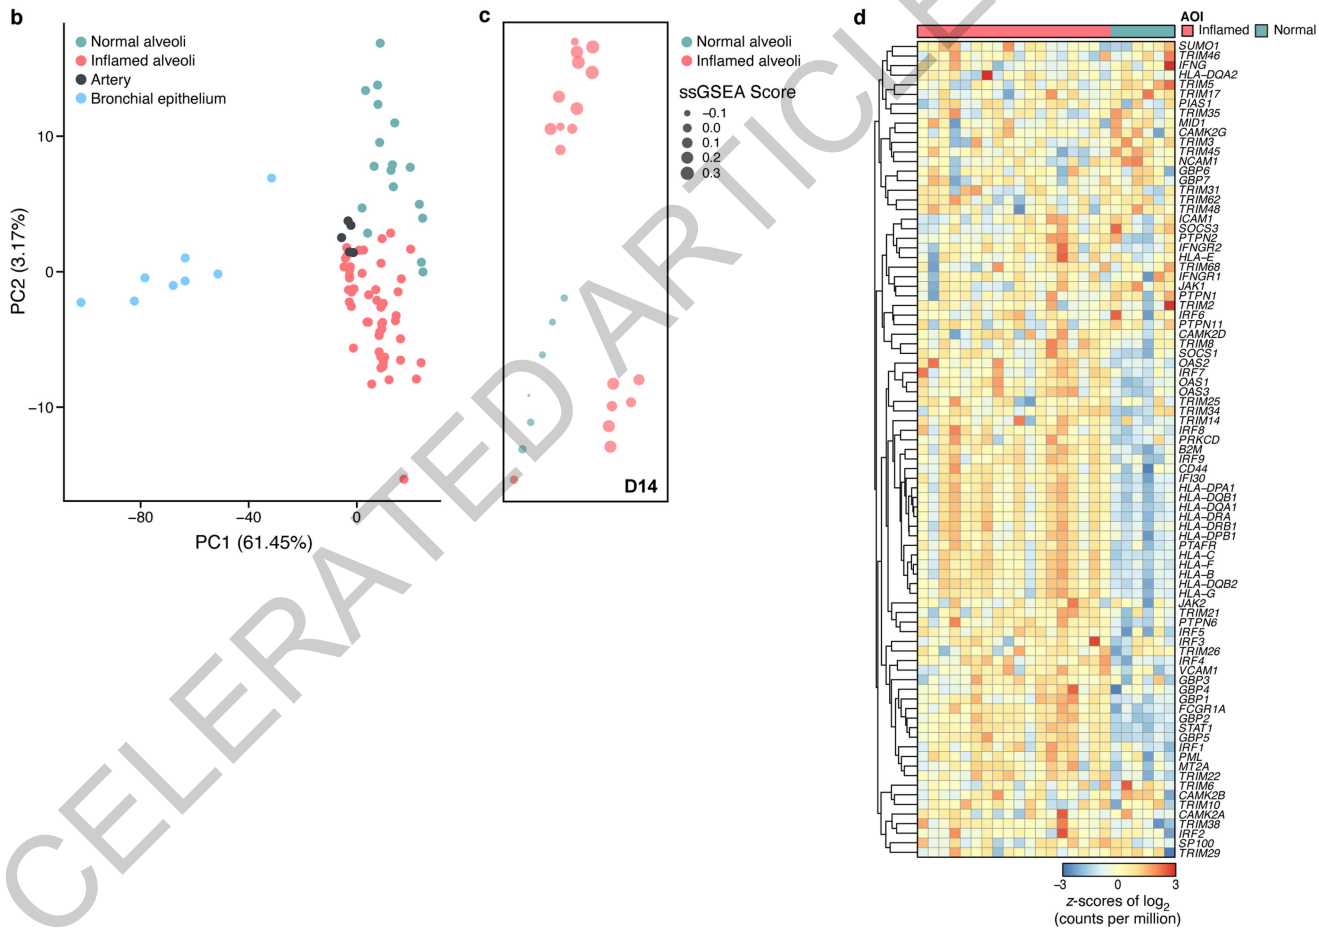 b
Normal alveoli
Inflamed alveoli
Artery
Bronchial epithelium
10
0
−10
PC2 (3.17%)
−80
−40
0
PC1 (61.45%)
c
D14
Normal alveoli
Inflamed alveoli
ssGSEA Score
−0.1
0.0
0.1
0.2
0.3
d
AOI
Inflamed
Normal
SUMO1
TRIM46
IFNG
HLA−DQA2
TRIM5
TRIM17
PIAS1
TRIM35
MID1
CAMK2G
TRIM3
TRIM45
NCAM1
GBP6
GBP7
TRIM31
TRIM62
TRIM48
ICAM1
SOCS3
PTPN2
IFNGR2
HLA−E
TRIM68
IFNGR1
JAK1
PTPN1
TRIM2
IRF6
PTPN11
CAMK2D
TRIM8
SOCS1
OAS2
IRF7
OAS1
OAS3
TRIM25
TRIM34
TRIM14
IRF8
PRKCD
B2M
IRF9
CD44
IFI30
HLA−DPA1
HLA−DQB1
HLA−DQA1
HLA−DRA
HLA−DRB1
HLA−DPB1
PTAFR
HLA−C
HLA−F
HLA−B
HLA−DQB2
HLA−G
JAK2
TRIM21
PTPN6
IRF5
IRF3
TRIM26
IRF4
VCAM1
GBP3
GBP4
GBP1
FCGR1A
GBP2
STAT1
GBP5
IRF1
PML
MT2A
TRIM22
TRIM6
CAMK2B
TRIM10
CAMK2A
TRIM38
IRF2
SP100
TRIM29
−3
0
3
z-scores of log2
(counts per million)
CELERATED ARTICLE